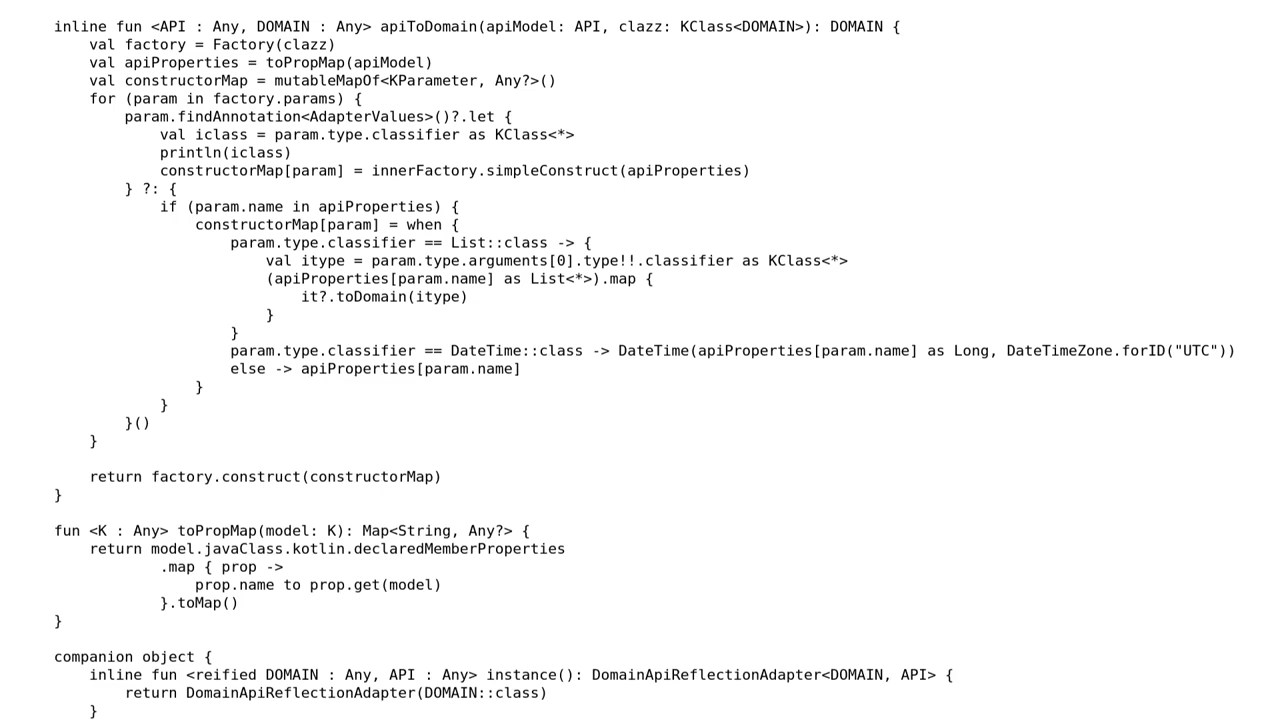 inline fun <API : Any, DOMAIN : Any> apiToDomain(apiModel: API, clazz: KClass<DOMAIN>): DOMAIN {
    val factory = Factory(clazz)
    val apiProperties = toPropMap(apiModel)
    val constructorMap = mutableMapOf<KParameter, Any?>()
    for (param in factory.params) {
        param.findAnnotation<AdapterValues>()?.let {
            val iclass = param.type.classifier as KClass<*>
            println(iclass)
            constructorMap[param] = innerFactory.simpleConstruct(apiProperties)
        } ?: {
            if (param.name in apiProperties) {
                constructorMap[param] = when {
                    param.type.classifier == List::class -> {
                        val itype = param.type.arguments[0].type!!.classifier as KClass<*>
                        (apiProperties[param.name] as List<*>).map {
                            it?.toDomain(itype)
                        }
                    }
                    param.type.classifier == DateTime::class -> DateTime(apiProperties[param.name] as Long, DateTimeZone.forID("UTC"))
                    else -> apiProperties[param.name]
                }
            }
        }()
    }

    return factory.construct(constructorMap)
}

fun <K : Any> toPropMap(model: K): Map<String, Any?> {
    return model.javaClass.kotlin.declaredMemberProperties
            .map { prop ->
                prop.name to prop.get(model)
            }.toMap()
}

companion object {
    inline fun <reified DOMAIN : Any, API : Any> instance(): DomainApiReflectionAdapter<DOMAIN, API> {
        return DomainApiReflectionAdapter(DOMAIN::class)
    }